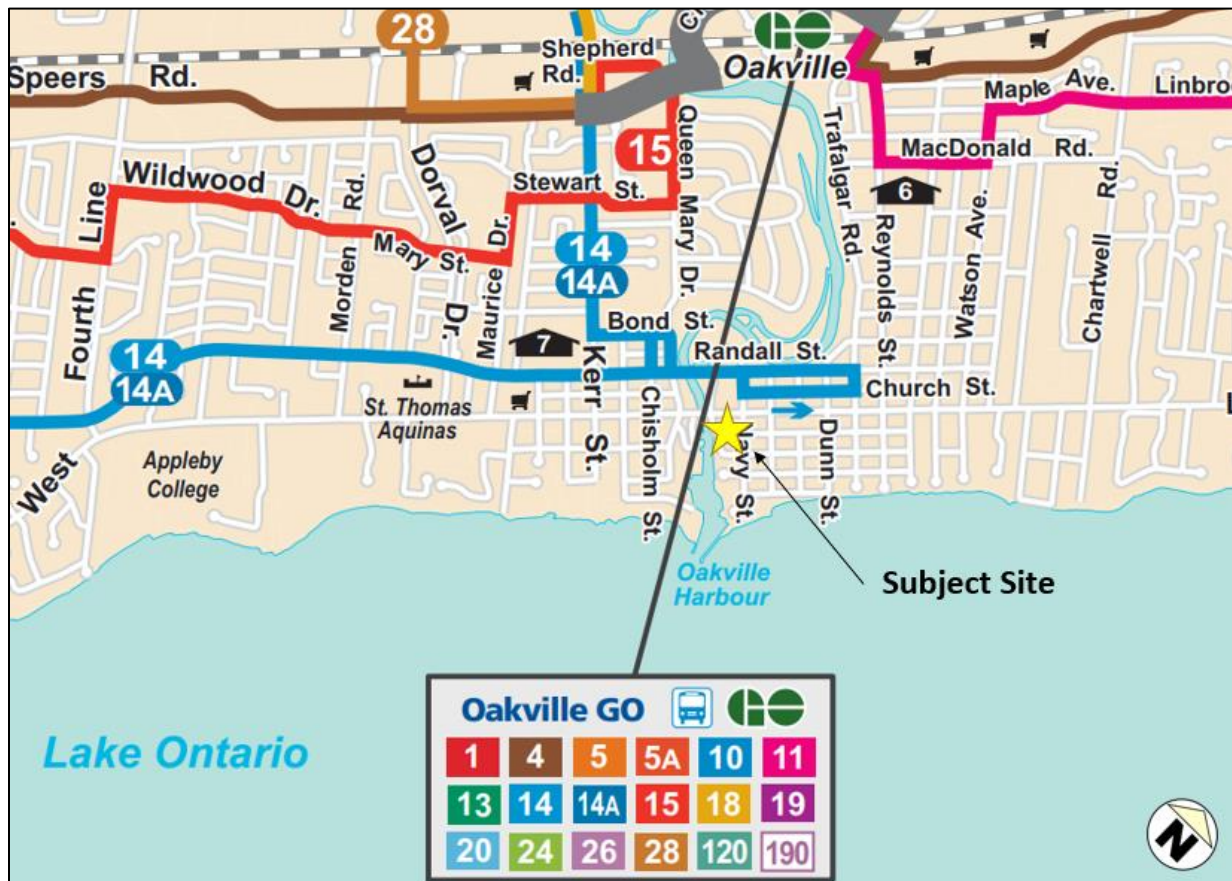 28
Shepherd
Rd.
C
Oakville
Speers Rd.
Maple Ave.
Linbro
15
Queen Mary Dr.
Trafalgar Rd.
MacDonald Rd.
6
Wildwood Dr.
Stewart St.
Dorval Dr.
Morden Rd.
Mary St.
Maurice Dr.
Fourth Line
Reynolds St.
Watson Ave.
Chartwell Rd.
14
14A
Bond St.
Randall St.
7
Kerr St.
Church St.
14
14A
St. Thomas
Aquinas
Chisholm St.
Navy St.
Dunn St.
West
Appleby
College
Oakville
Harbour
Subject Site
Lake Ontario
Oakville GO
1 4 5 5A 10 11
13 14 14A 15 18 19
20 24 26 28 120 190
N